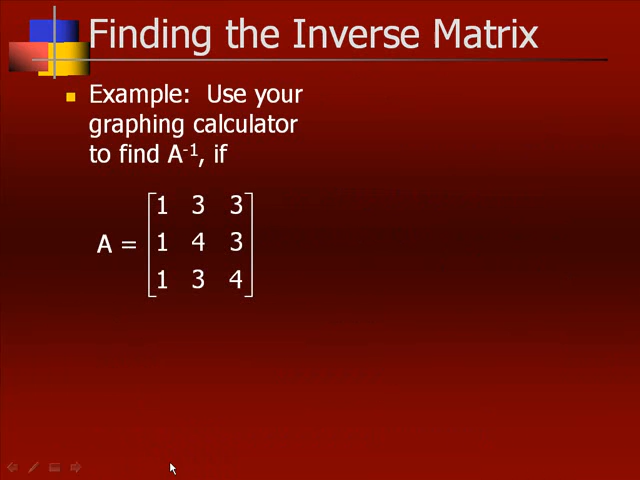 Finding the Inverse Matrix
Example: Use your
graphing calculator
to find A⁻¹, if
1 3 3
A = 1 4 3
1 3 4